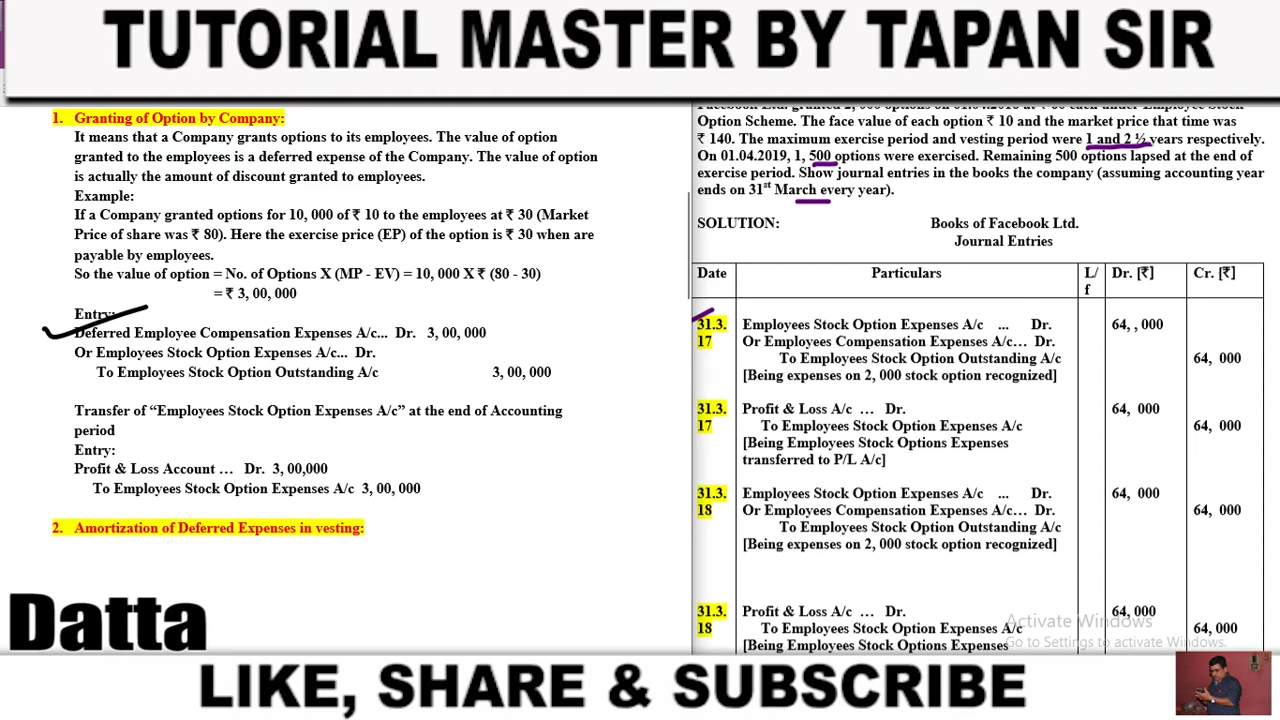 TUTORIAL MASTER BY TAPAN SIR
1. Granting of Option by Company:
It means that a Company grants options to its employees. The value of option
granted to the employees is a deferred expense of the Company. The value of option
is actually the amount of discount granted to employees.
Example:
If a Company granted options for 10, 000 of ₹ 10 to the employees at ₹ 30 (Market
Price of share was ₹ 80). Here the exercise price (EP) of the option is ₹ 30 when are
payable by employees.
So the value of option = No. of Options X (MP - EV) = 10, 000 X ₹ (80 - 30)
= ₹ 3, 00, 000
Entry:
Deferred Employee Compensation Expenses A/c... Dr. 3, 00, 000
Or Employees Stock Option Expenses A/c... Dr.
To Employees Stock Option Outstanding A/c 3, 00, 000
Transfer of “Employees Stock Option Expenses A/c” at the end of Accounting
period
Entry:
Profit & Loss Account … Dr. 3, 00,000
To Employees Stock Option Expenses A/c 3, 00, 000
2. Amortization of Deferred Expenses in vesting:
Datta
Option Scheme. The face value of each option ₹ 10 and the market price that time was
₹ 140. The maximum exercise period and vesting period were 1 and 2 ½ years respectively.
On 01.04.2019, 1, 500 options were exercised. Remaining 500 options lapsed at the end of
exercise period. Show journal entries in the books the company (assuming accounting year
ends on 31st March every year).
SOLUTION: Books of Facebook Ltd.
Journal Entries
Date Particulars L/f Dr. [₹] Cr. [₹]
31.3. Employees Stock Option Expenses A/c ... Dr. 64, , 000
17 Or Employees Compensation Expenses A/c… Dr.
To Employees Stock Option Outstanding A/c 64, 000
[Being expenses on 2, 000 stock option recognized]
31.3. Profit & Loss A/c … Dr. 64, 000
17 To Employees Stock Option Expenses A/c 64, 000
[Being Employees Stock Options Expenses
transferred to P/L A/c]
31.3. Employees Stock Option Expenses A/c ... Dr. 64, 000
18 Or Employees Compensation Expenses A/c… Dr. 64, 000
To Employees Stock Option Outstanding A/c
[Being expenses on 2, 000 stock option recognized]
31.3. Profit & Loss A/c … Dr. 64, 000
18 To Employees Stock Option Expenses A/c 64, 000
[Being Employees Stock Options Expenses
Activate Windows
Go to Settings to activate Windows.
LIKE, SHARE & SUBSCRIBE